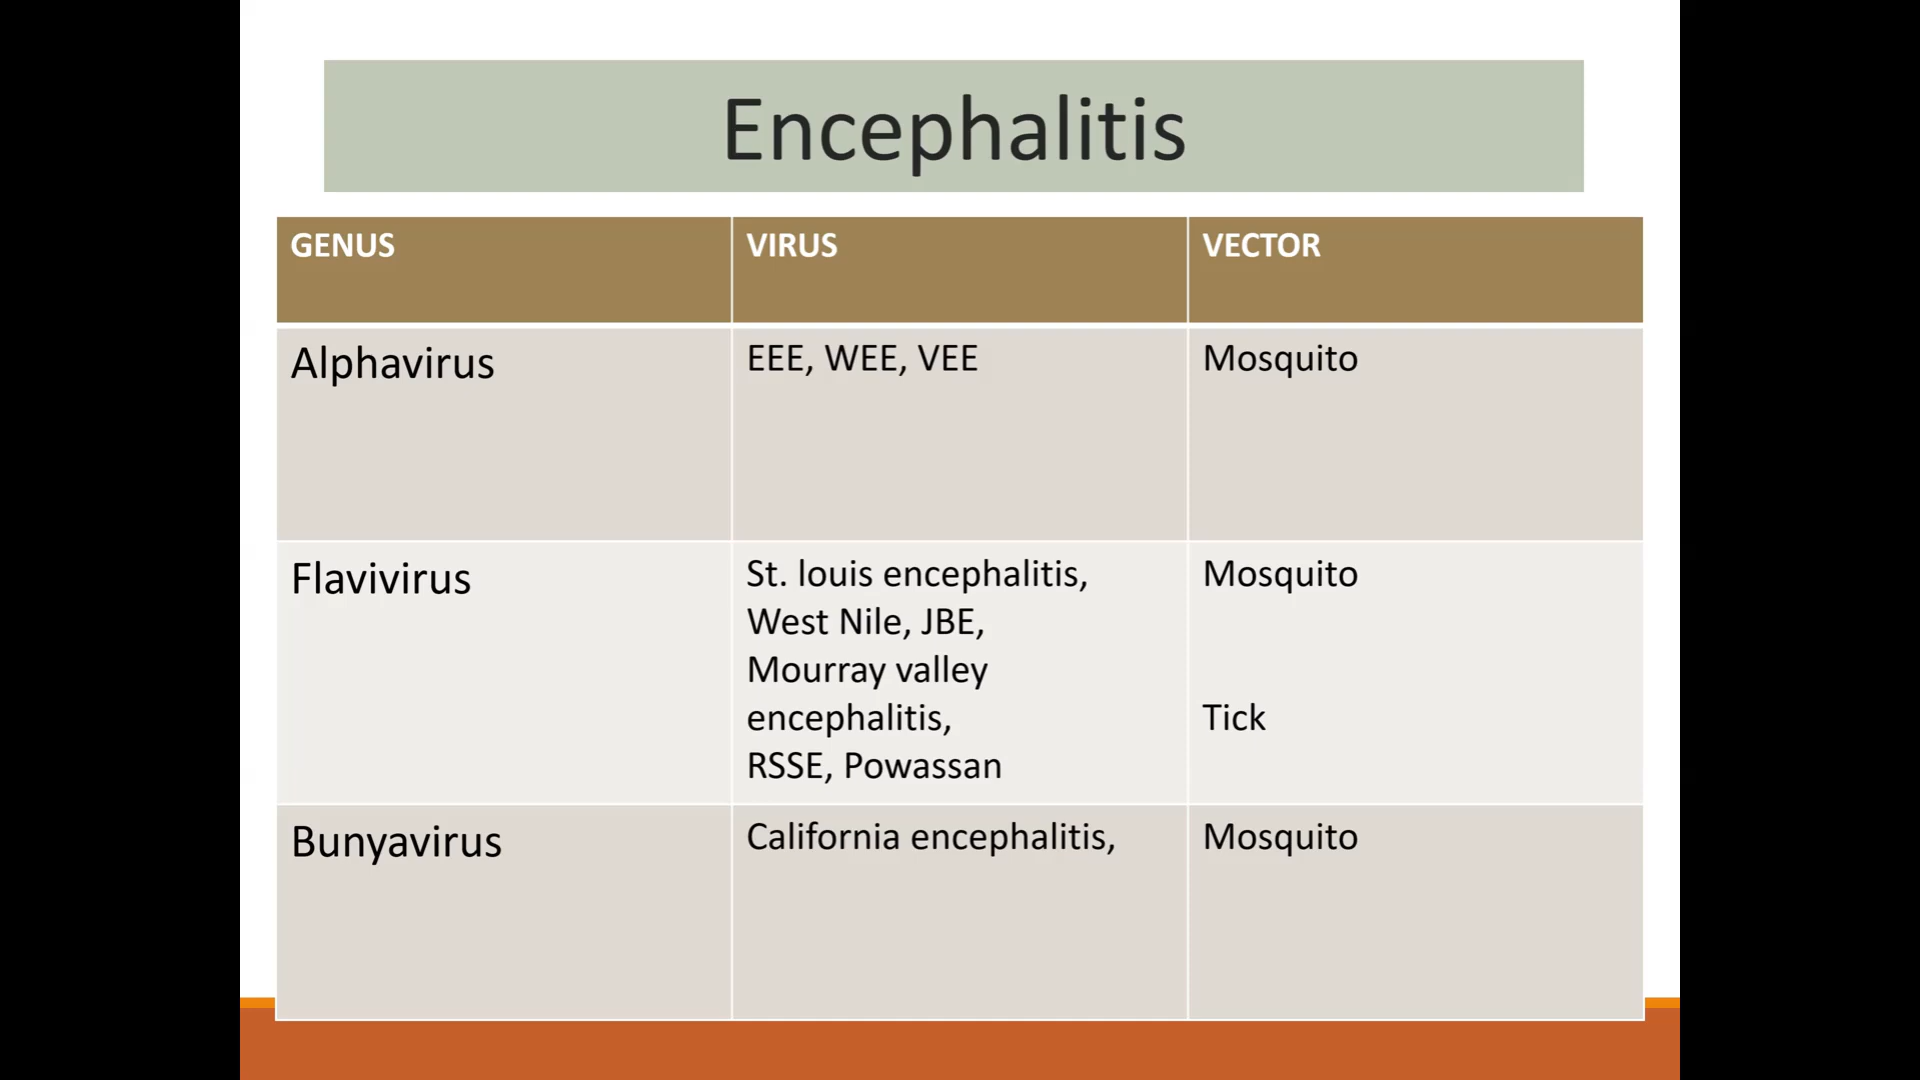 Encephalitis
GENUS
VIRUS
VECTOR
Alphavirus
EEE, WEE, VEE
Mosquito
Flavivirus
St. louis encephalitis,
West Nile, JBE,
Mourray valley
encephalitis,
RSSE, Powassan
Mosquito
Tick
Bunyavirus
California encephalitis,
Mosquito